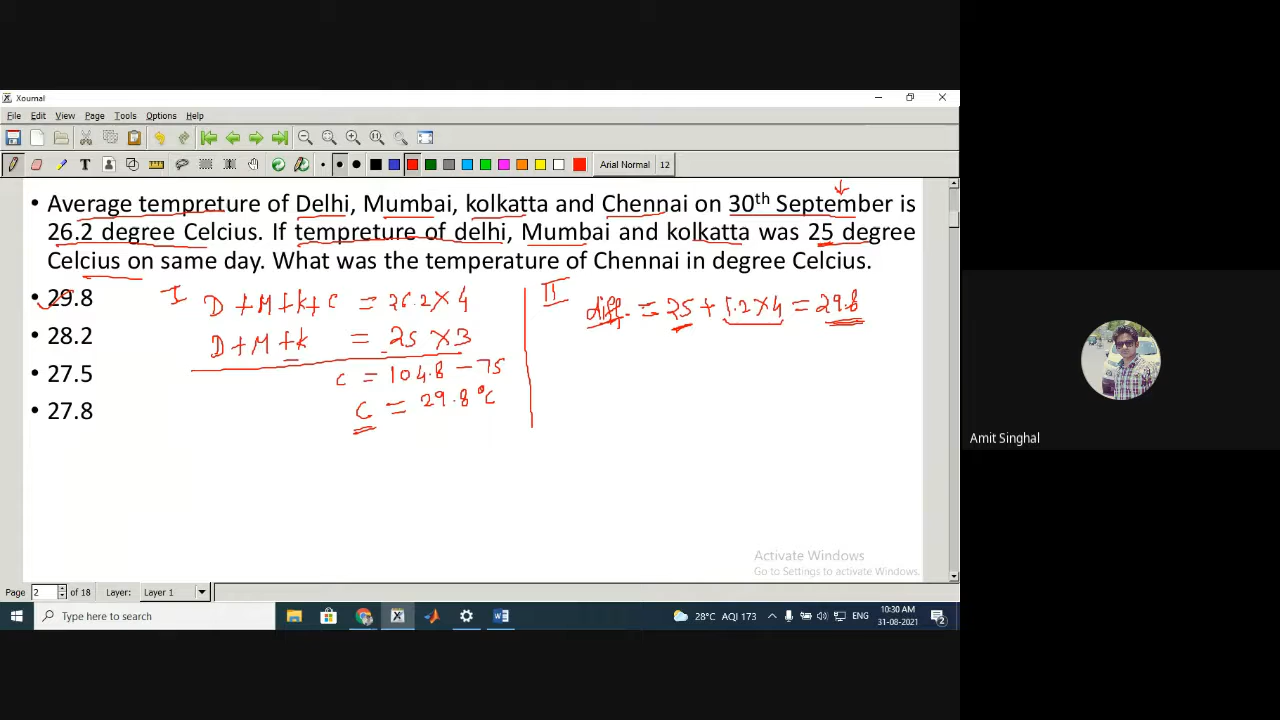 Xournal
File Edit View Page Tools Options Help
Arial Normal 12
• Average tempreture of Delhi, Mumbai, kolkatta and Chennai on 30th September is
26.2 degree Celcius. If tempreture of delhi, Mumbai and kolkatta was 25 degree
Celcius on same day. What was the temperature of Chennai in degree Celcius.
• 29.8
• 28.2
• 27.5
• 27.8
I D + M + K + C = 26.2 × 4
D + M + K = 25 × 3
C = 104.8 - 75
C = 29.8 °C
II diff. = 25 + 1.2 × 4 = 29.8
Amit Singhal
Activate Windows
Go to Settings to activate Windows.
Page 2 of 18 Layer: Layer 1
Type here to search
28°C AQI 173 ENG 10:30 AM
31-08-2021 2